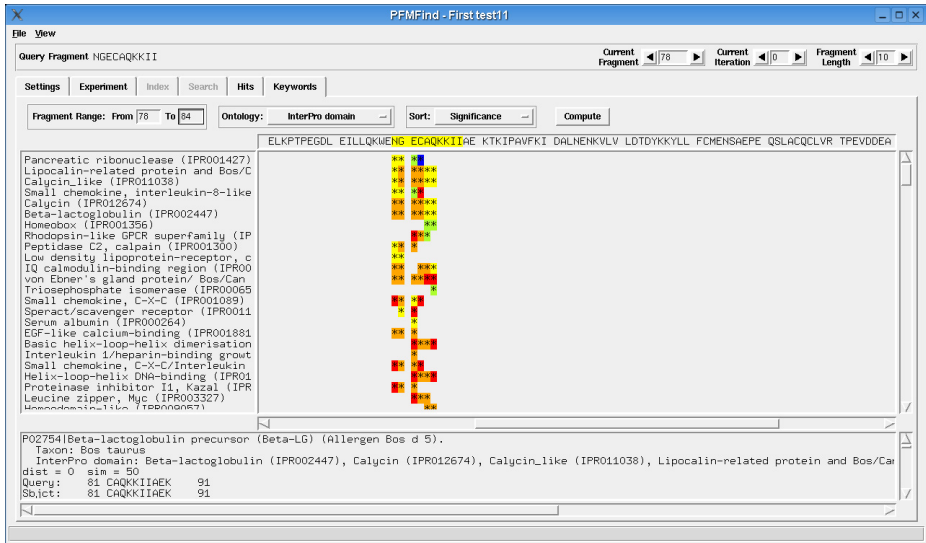 PFMFind - First test11
File View
Query Fragment NGECAQKKII
Current Fragment 78 Current Iteration 0 Fragment Length 10
Settings Experiment Index Search Hits Keywords
Fragment Range: From 78 To 84 Ontology: InterPro domain Sort: Significance Compute
ELKPTPEGDL EILLQKWENG ECAQKKIIAE KTKIPAVFKI DALNENKVLV LDTDYKKYLL FCMENSAEPE QSLACQCLVR TPEVDDEA
Pancreatic ribonuclease (IPR001427) ** **
Lipocalin-related protein and Bos/C ** ****
Calycin_like (IPR011038) ** ****
Small chemokine, interleukin-8-like ** **
Calycin (IPR012674) ** ****
Beta-lactoglobulin (IPR002447) ** ****
Homeobox (IPR001356) **
Rhodopsin-like GPCR superfamily (IP ***
Peptidase C2, calpain (IPR001300) ** *
Low density lipoprotein-receptor, c **
IQ calmodulin-binding region (IPR00 ** ***
von Ebner's gland protein/ Bos/Can ** ****
Triosephosphate isomerase (IPR00065 *
Small chemokine, C-X-C (IPR001089) ** **
Speract/scavenger receptor (IPR0011 * *
Serum albumin (IPR000264) *
EGF-like calcium-binding (IPR001881 ** *
Basic helix-loop-helix dimerisation ****
Interleukin 1/heparin-binding growt *
Small chemokine, C-X-C/Interleukin ** **
Helix-loop-helix DNA-binding (IPR01 ****
Proteinase inhibitor I1, Kazal (IPR ** *
Leucine zipper, Myc (IPR003327) ***
Homeodomain-like (IPR009057) **
P02754|Beta-lactoglobulin precursor (Beta-LG) (Allergen Bos d 5).
Taxon: Bos taurus
InterPro domain: Beta-lactoglobulin (IPR002447), Calycin (IPR012674), Calycin_like (IPR011038), Lipocalin-related protein and Bos/Can
dist = 0 sim = 50
Query: 81 CAQKKIIAEK 91
Sbjct: 81 CAQKKIIAEK 91